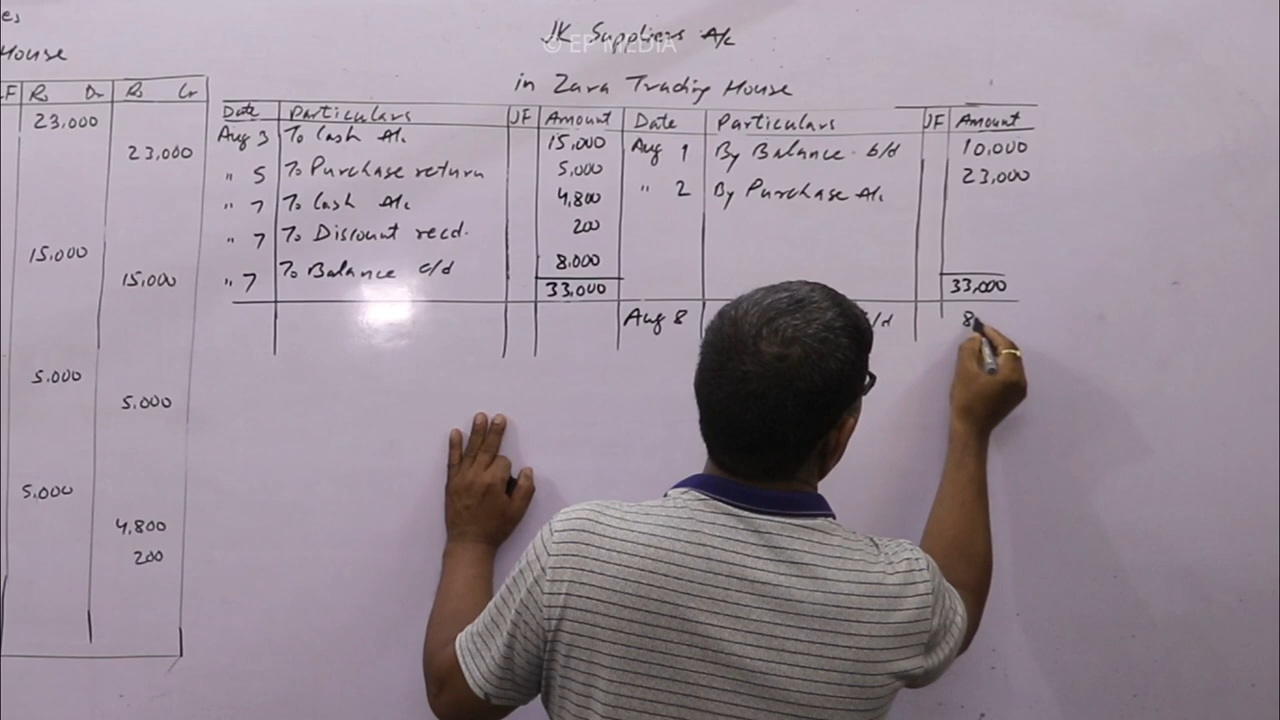 es
House
F Rs Dr Rs Cr
23,000
23,000
15,000
15,000
5.000
5.000
5.000
4,800
200
JK Suppliers A/c
© EP MEDIA
in Zara Trading House
Date Particulars JF Amount Date Particulars JF Amount
Aug 3 To Cash A/c 15,000 Aug 1 By Balance b/d 10,000
" 5 To Purchase return 5,000 " 2 By Purchase A/c 23,000
" 7 To Cash A/c 4,800
" 7 To Discount recd. 200
" 7 To Balance c/d 8.000
33,000 33,000
Aug 8 /d 8